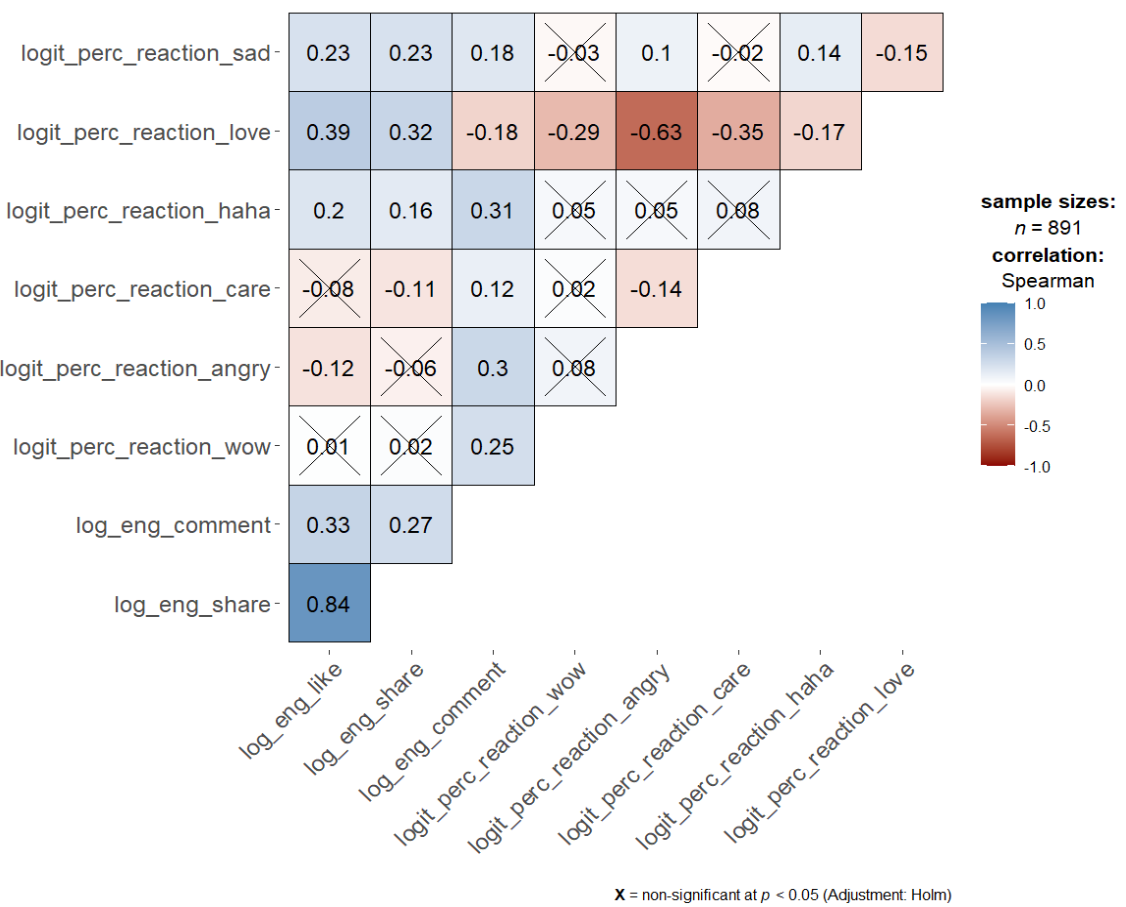 logit_perc_reaction_sad 0.23 0.23 0.18 -0.03 0.1 -0.02 0.14 -0.15
logit_perc_reaction_love 0.39 0.32 -0.18 -0.29 -0.63 -0.35 -0.17
logit_perc_reaction_haha 0.2 0.16 0.31 0.05 0.05 0.08
logit_perc_reaction_care -0.08 -0.11 0.12 0.02 -0.14
logit_perc_reaction_angry -0.12 -0.06 0.3 0.08
logit_perc_reaction_wow 0.01 0.02 0.25
log_eng_comment 0.33 0.27
log_eng_share 0.84
log_eng_like
log_eng_share
log_eng_comment
logit_perc_reaction_wow
logit_perc_reaction_angry
logit_perc_reaction_care
logit_perc_reaction_haha
logit_perc_reaction_love
sample sizes:
n = 891
correlation:
Spearman
1.0
0.5
0.0
-0.5
-1.0
X = non-significant at p < 0.05 (Adjustment: Holm)